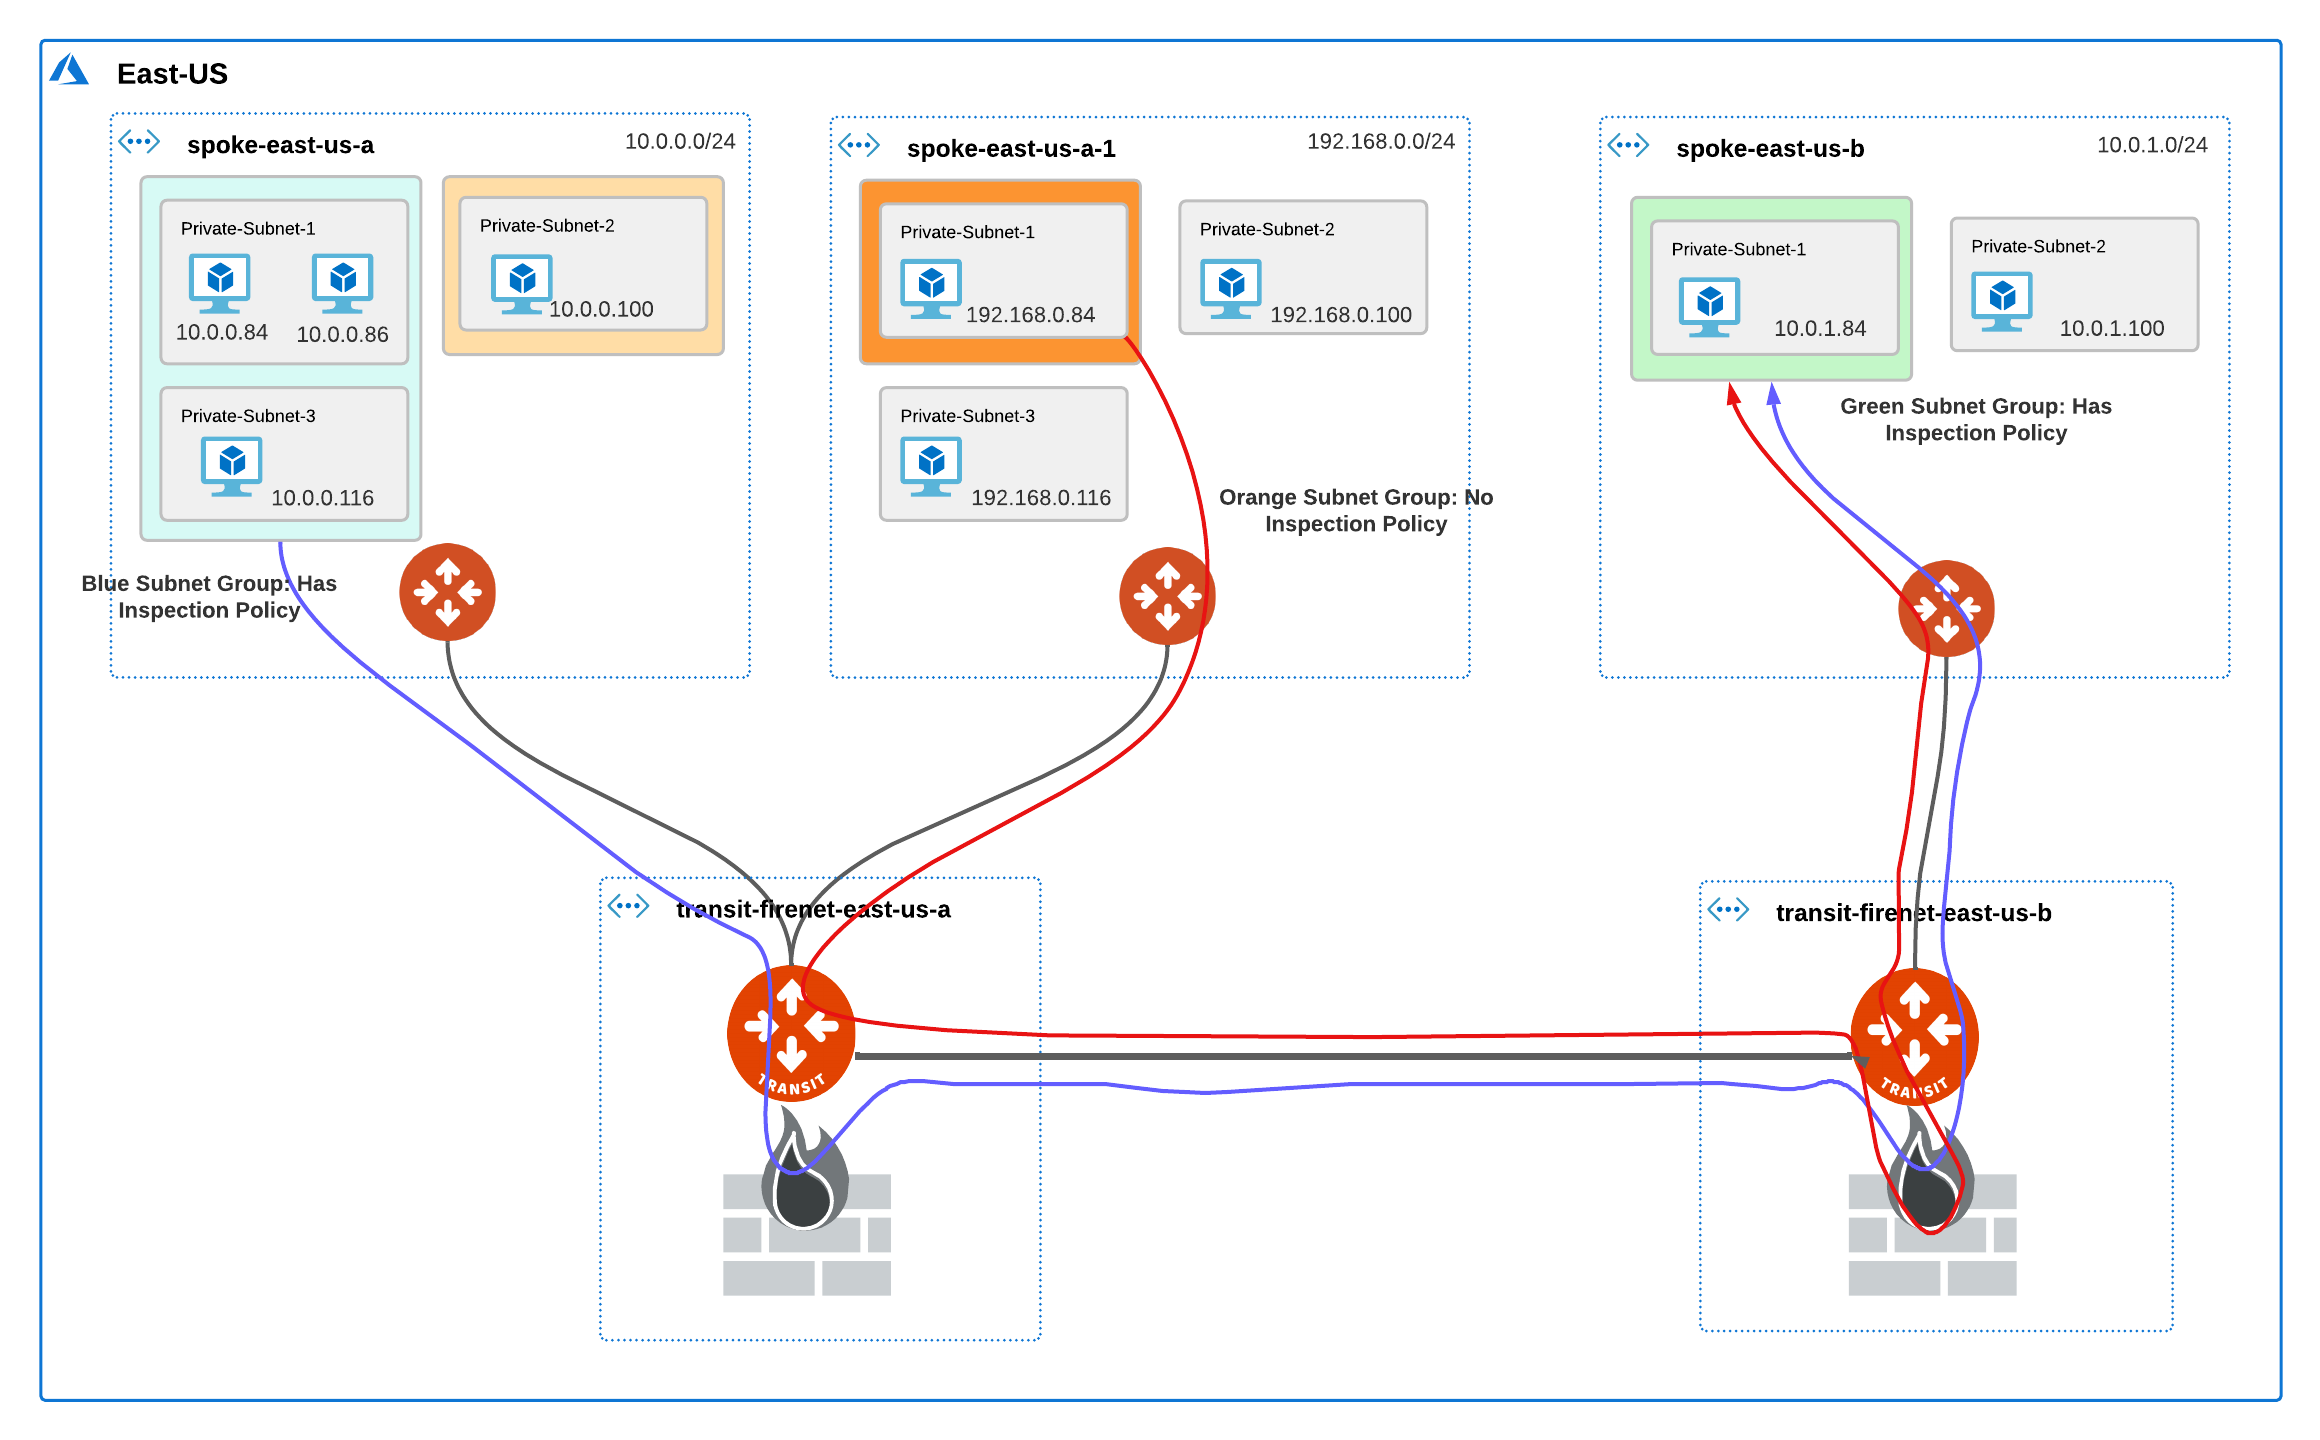 East-US
spoke-east-us-a
10.0.0.0/24
Private-Subnet-1
10.0.0.84
10.0.0.86
Private-Subnet-2
10.0.0.100
Private-Subnet-3
10.0.0.116
Blue Subnet Group: Has
Inspection Policy
spoke-east-us-a-1
192.168.0.0/24
Private-Subnet-1
192.168.0.84
Private-Subnet-2
192.168.0.100
Private-Subnet-3
192.168.0.116
Orange Subnet Group: No
Inspection Policy
spoke-east-us-b
10.0.1.0/24
Private-Subnet-1
10.0.1.84
Private-Subnet-2
10.0.1.100
Green Subnet Group: Has
Inspection Policy
transit-firenet-east-us-a
TRANSIT
transit-firenet-east-us-b
TRANSIT